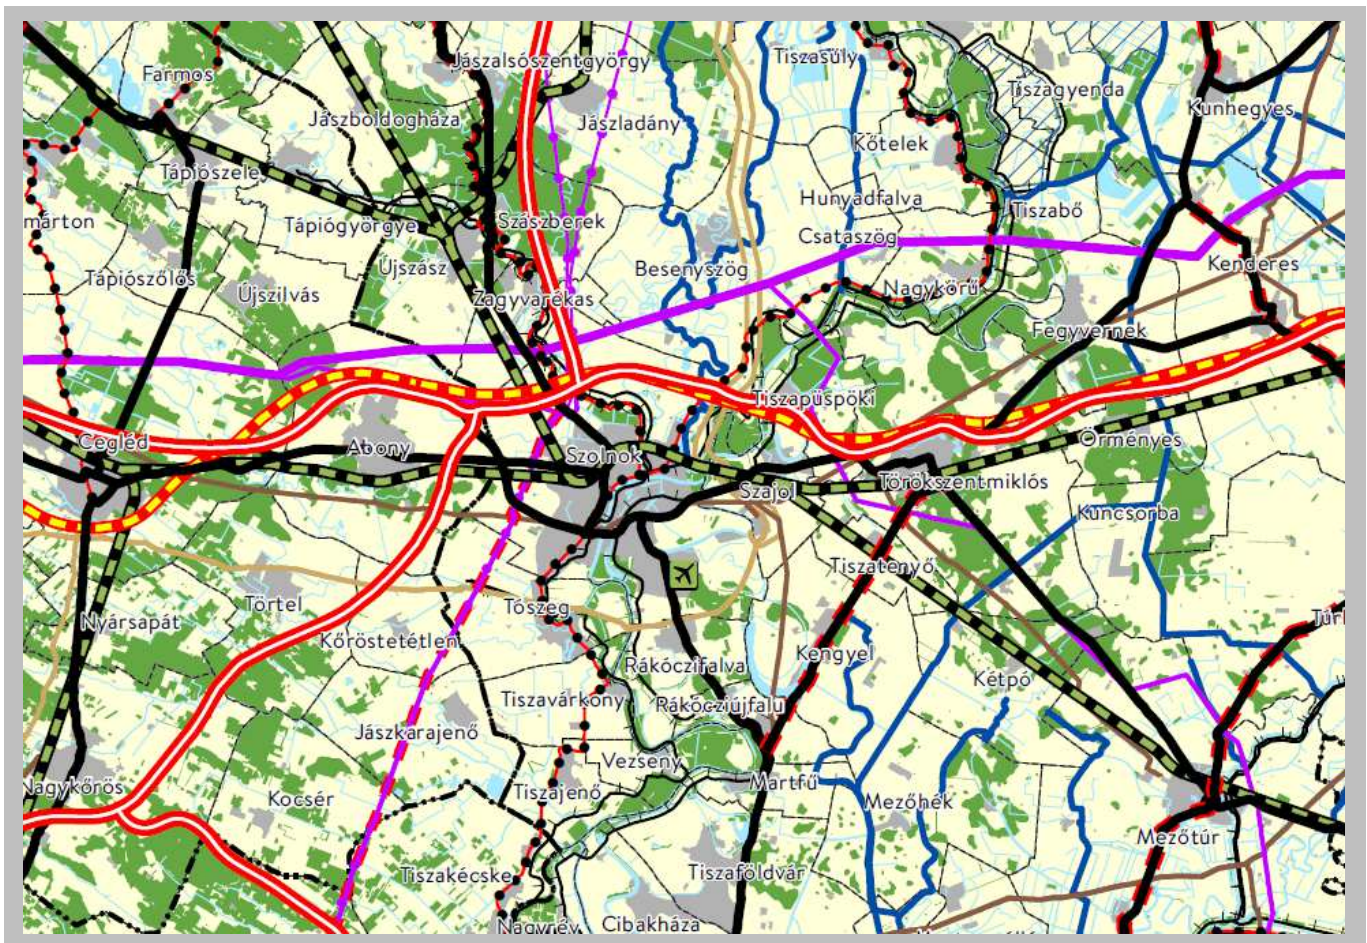 Farmos
Jászalsószentgyörgy
Tiszasüly
Tiszagyenda
Kunhegyes
Jászboldogháza
Jászladány
Kőtelek
Tápiószele
Hunyadfalva
márton
Tápiógyörgye
Szászberek
Tiszabő
Csataszög
Tápiószőlős
Újszász
Besenyszög
Kenderes
Újszilvás
Zagyvarékas
Nagykörű
Fegyvernek
Tiszapüspöki
Cegléd
Abony
Szolnok
Örményes
Szajol
Törökszentmiklós
Kuncsorba
Tiszatenyő
Törtel
Tószeg
Nyársapát
Kőröstetétlen
Kengyel
Rákóczifalva
Kétpó
Tiszavárkony
Rákócziújfalu
Jászkarajenő
Vezseny
Nagykőrös
Kocsér
Tiszajenő
Martfű
Mezőhék
Mezőtúr
Tiszakécske
Tiszaföldvár
Nagyrév
Cibakháza